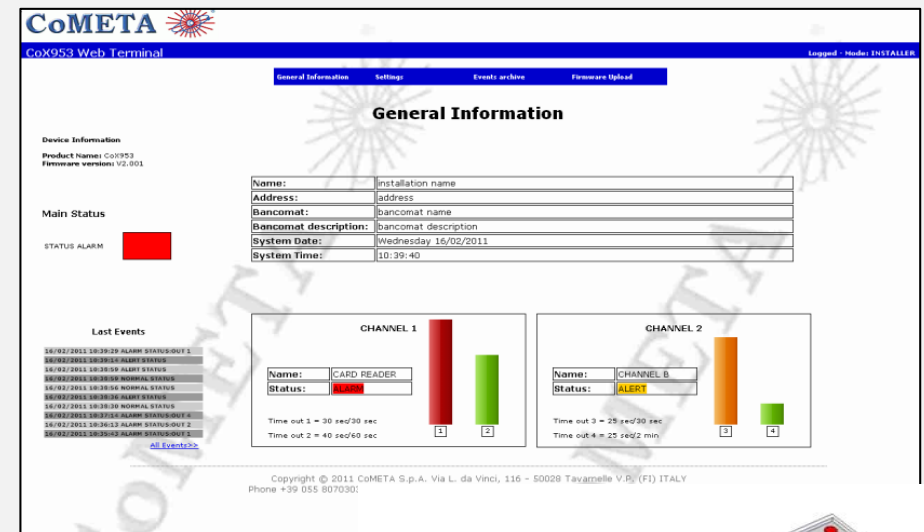 CoMETA
CoX953 Web Terminal
Logged - Mode: INSTALLER
General Information Settings Events archive Firmware Upload
General Information
Device Information
Product Name: CoX953
Firmware version: V2.001
Name: installation name
Address: address
Bancomat: bancomat name
Bancomat description: bancomat description
System Date: Wednesday 16/02/2011
System Time: 10:39:40
Main Status
STATUS ALARM
Last Events
16/02/2011 10:39:29 ALARM STATUS:OUT 1
16/02/2011 10:39:14 ALERT STATUS
16/02/2011 10:38:59 ALERT STATUS
16/02/2011 10:38:58 NORMAL STATUS
16/02/2011 10:38:56 NORMAL STATUS
16/02/2011 10:38:36 ALERT STATUS
16/02/2011 10:38:30 NORMAL STATUS
16/02/2011 10:37:14 ALARM STATUS:OUT 4
16/02/2011 10:36:13 ALARM STATUS:OUT 2
16/02/2011 10:35:43 ALARM STATUS:OUT 1
All Events>>
CHANNEL 1
Name: CARD READER
Status: ALARM
Time out 1 = 30 sec/30 sec
Time out 2 = 40 sec/60 sec
1 2
CHANNEL 2
Name: CHANNEL B
Status: ALERT
Time out 3 = 25 sec/30 sec
Time out 4 = 25 sec/2 min
3 4
Copyright © 2011 CoMETA S.p.A. Via L. da Vinci, 116 - 50028 Tavarnelle V.P. (FI) ITALY
Phone +39 055 807030
COMETA
COMETA